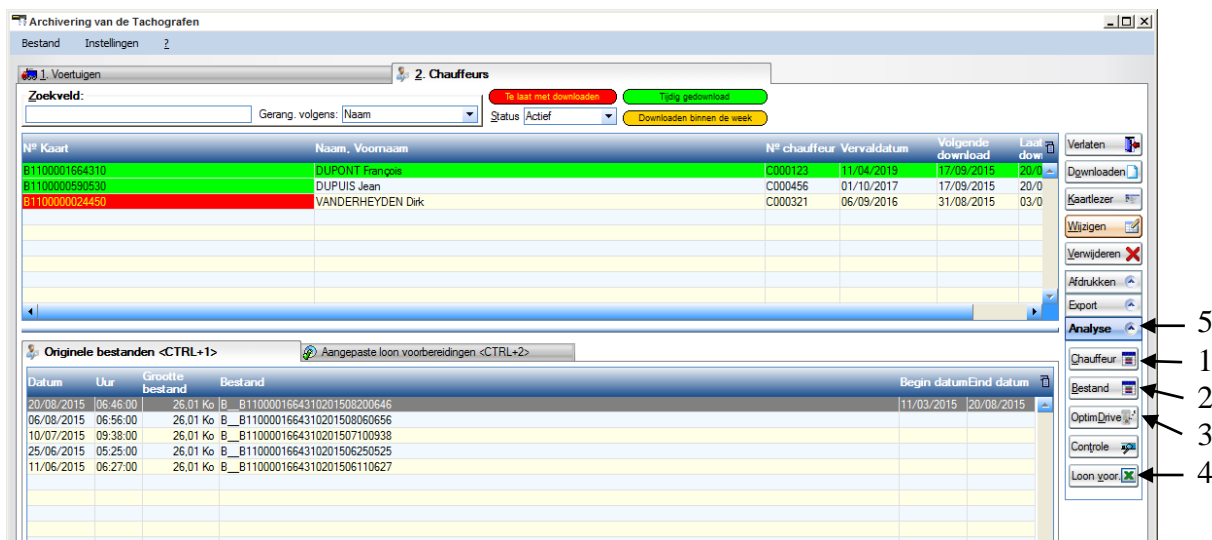 Archivering van de Tachografen
Bestand Instellingen ?
1. Voertuigen 2. Chauffeurs
Zoekveld:
Gerang. volgens: Naam
Status Actief
Te laat met downloaden Tijdig gedownload
Downloaden binnen de week
Nº Kaart Naam, Voornaam Nº chauffeur Vervaldatum Volgende download Laat down
B1100001664310 DUPONT François C000123 11/04/2019 17/09/2015 20/0
B1100000590530 DUPUIS Jean C000456 01/10/2017 17/09/2015 20/0
B1100000024450 VANDERHEYDEN Dirk C000321 06/09/2016 31/08/2015 03/0
Verlaten
Downloaden
Kaartlezer
Wijzigen
Verwijderen
Afdrukken
Export
Analyse 5
Chauffeur 1
Bestand 2
OptimDrive 3
Controle
Loon voor. 4
Originele bestanden <CTRL+1> Aangepaste loon voorbereidingen <CTRL+2>
Datum Uur Grootte bestand Bestand Begin datum Eind datum
20/08/2015 06:46:00 26,01 Ko B__B1100001664310201508200646 11/03/2015 20/08/2015
06/08/2015 06:56:00 26,01 Ko B__B1100001664310201508060656
10/07/2015 09:38:00 26,01 Ko B__B1100001664310201507100938
25/06/2015 05:25:00 26,01 Ko B__B1100001664310201506250525
11/06/2015 06:27:00 26,01 Ko B__B1100001664310201506110627